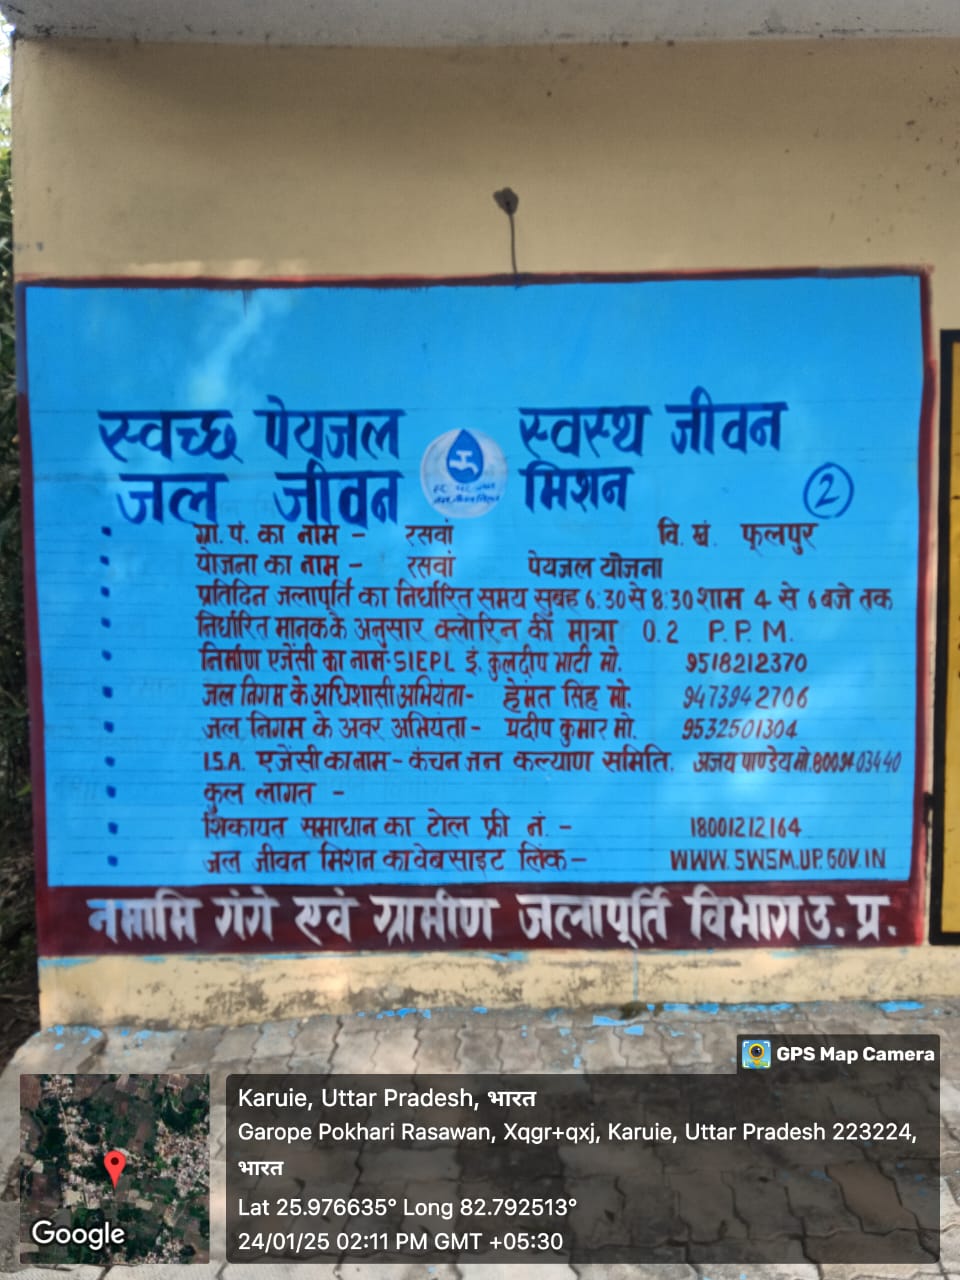 स्वच्छ पेयजल स्वस्थ जीवन
जल जीवन मिशन
2
ग्रा. पं. का नाम - रसवां वि. खं. फूलपुर
योजना का नाम - रसवां पेयजल योजना
प्रतिदिन जलापूर्ति का निर्धारित समय सुबह 6:30 से 8:30 शाम 4 से 6 बजे तक
निर्धारित मानक के अनुसार क्लोरिन की मात्रा 0.2 P.P.M.
निर्माण एजेंसी का नाम:- SIEPL इं. कुलदीप भाटी मो. 9518212370
जल निगम के अधिशासी अभियंता- हेमत सिंह मो. 9473942706
जल निगम के अवर अभियंता - प्रदीप कुमार मो. 9532501304
I.S.A. एजेंसी का नाम - कंचन जन कल्याण समिति. अजय पाण्डेय मो. 8009403440
कुल लागत -
शिकायत समाधान का टोल फ्री नं. - 18001212164
जल जीवन मिशन का वेबसाइट लिंक - WWW.SWSM.UP.GOV.IN
नमामि गंगे एवं ग्रामीण जलापूर्ति विभाग उ. प्र.
GPS Map Camera
Karuie, Uttar Pradesh, भारत
Garope Pokhari Rasawan, Xqgr+qxj, Karuie, Uttar Pradesh 223224,
भारत
Lat 25.976635° Long 82.792513°
24/01/25 02:11 PM GMT +05:30
Google